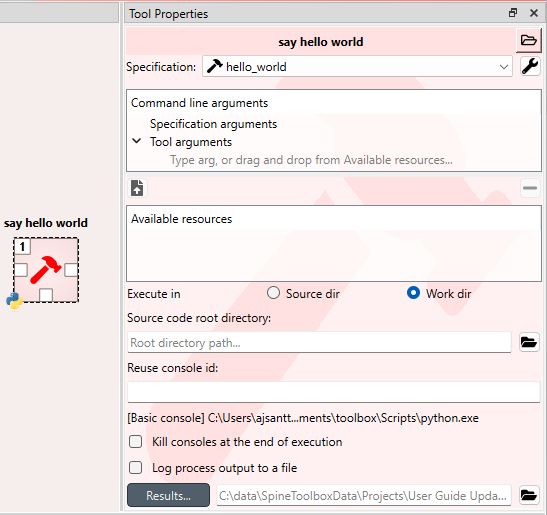 Tool Properties
say hello world
Specification:
hello_world
Command line arguments
Specification arguments
Tool arguments
Type arg, or drag and drop from Available resources...
say hello world
1
Available resources
Execute in
Source dir
Work dir
Source code root directory:
Root directory path...
Reuse console id:
[Basic console] C:\Users\ajsantt...ments\toolbox\Scripts\python.exe
Kill consoles at the end of execution
Log process output to a file
Results...
C:\data\SpineToolboxData\Projects\User Guide Upda...